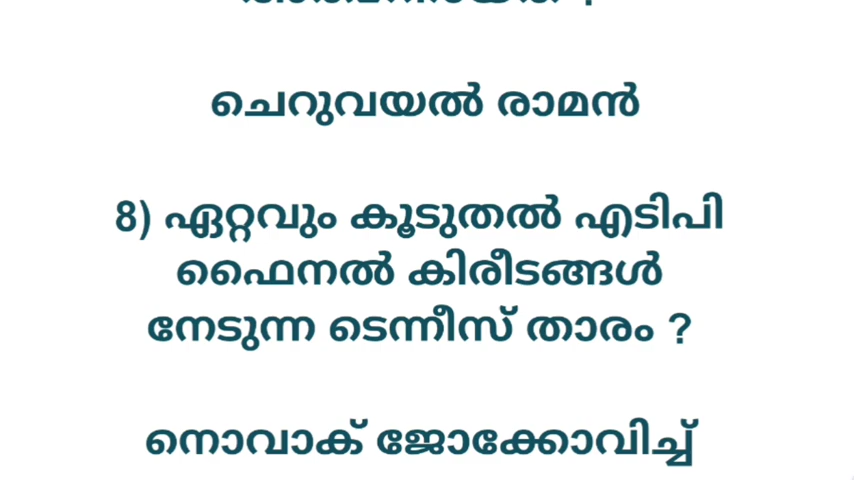 ചെറുവയൽ രാമൻ
8) ഏറ്റവും കൂടുതൽ എടിപി
ഫൈനൽ കിരീടങ്ങൾ
നേടുന്ന ടെന്നീസ് താരം ?
നൊവാക് ജോക്കോവിച്ച്